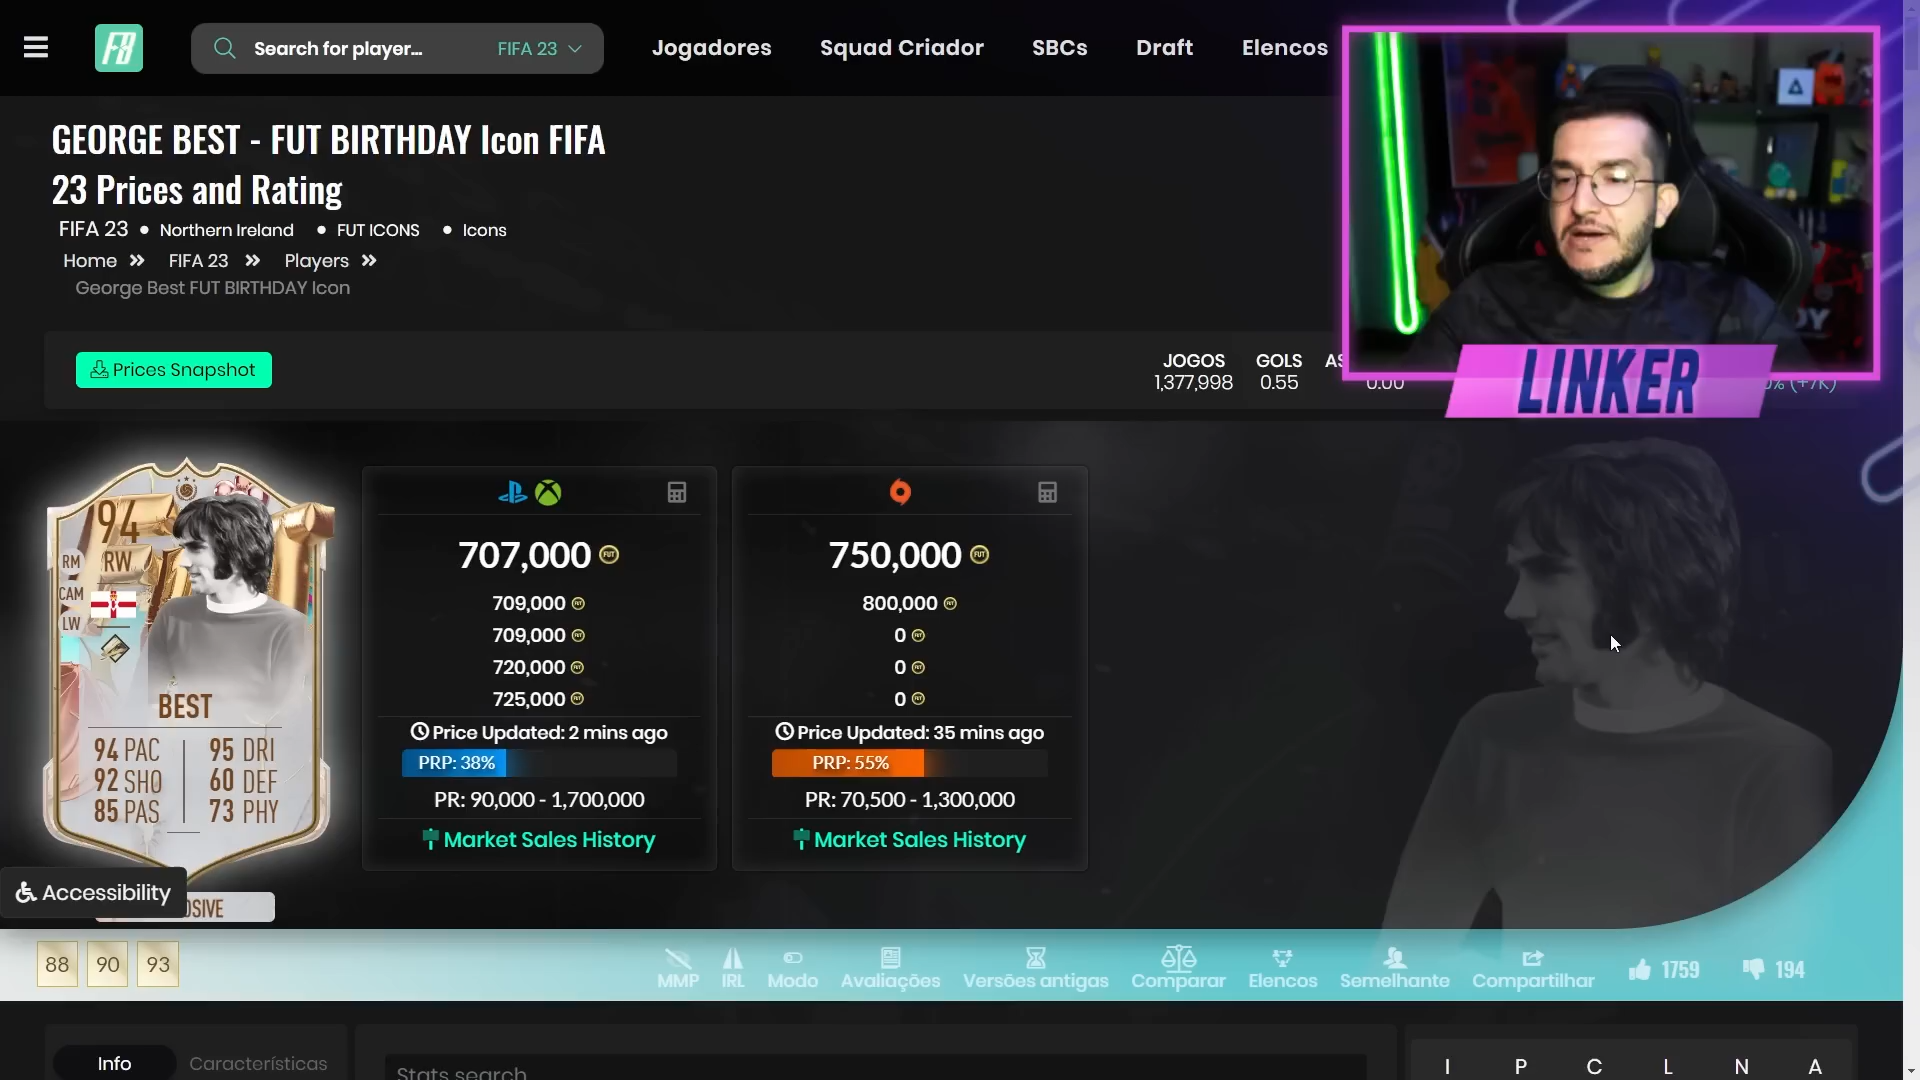 Search for player...
FIFA 23
Jogadores
Squad Criador
SBCs
Draft
Elencos
GEORGE BEST - FUT BIRTHDAY Icon FIFA
23 Prices and Rating
FIFA 23 • Northern Ireland • FUT ICONS • Icons
Home » FIFA 23 » Players »
George Best FUT BIRTHDAY Icon
Prices Snapshot
JOGOS
1,377,998
GOLS
0.55
AS
0.00
0% (+7K)
LINKER
94
RW
RM
CAM
LW
BEST
94 PAC
92 SHO
85 PAS
95 DRI
60 DEF
73 PHY
Accessibility
OSIVE
707,000
709,000
709,000
720,000
725,000
Price Updated: 2 mins ago
PRP: 38%
PR: 90,000 - 1,700,000
Market Sales History
750,000
800,000
0
0
0
Price Updated: 35 mins ago
PRP: 55%
PR: 70,500 - 1,300,000
Market Sales History
88
90
93
MMP
IRL
Modo
Avaliações
Versões antigas
Comparar
Elencos
Semelhante
Compartilhar
1759
194
Info
Características
Stats search
I P C L N A